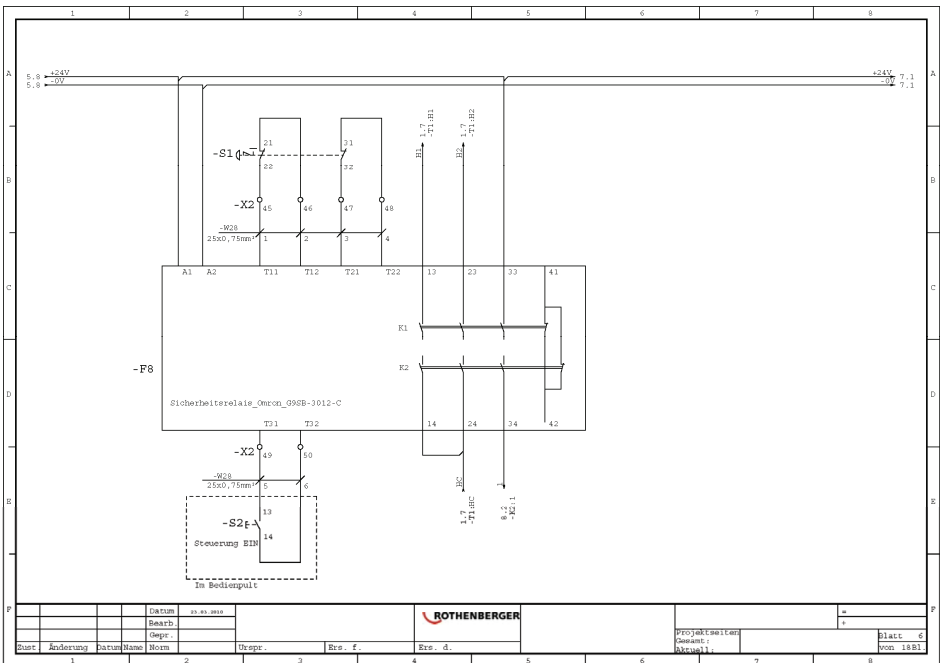 1 2 3 4 5 6 7 8
A 5.8 +24V +24V 7.1 A
5.8 -0V -0V 7.1
1.7 -T1:H1
1.7 -T1:H2
H1 H2
21 31
-S1
22 32
B B
-X2 45 46 47 48
-W28
25x0,75mm² 1 2 3 4
A1 A2 T11 T12 T21 T22 13 23 33 41
C C
K1
K2
-F8
D D
Sicherheitsrelais_Omron_G9SB-3012-C
T31 T32 14 24 34 42
-X2 49 50
-W28
25x0,75mm² 5 6
HC 1
1.7 -T1:HC
8.2 -K2:1
E E
13
-S2
14
Steuerung EIN
Im Bedienpult
F F
Datum 23.03.2010 ROTHENBERGER =
Bearb. +
Gepr. Projektseiten Gesamt: Aktuell: Blatt 6
Zust. Änderung Datum Name Norm Urspr. Ers. f. Ers. d. von 18Bl.
1 2 3 4 5 6 7 8